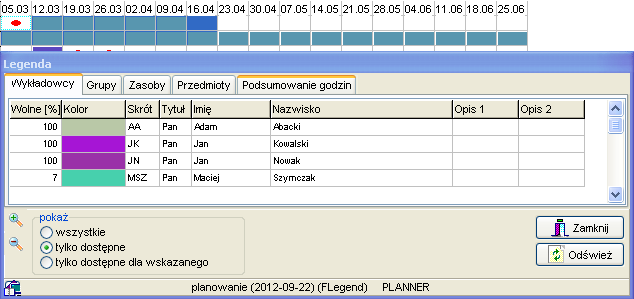 05.03 12.03 19.03 26.03 02.04 09.04 16.04 23.04 30.04 07.05 14.05 21.05 28.05 04.06 11.06 18.06 25.06
Legenda
Wykładowcy Grupy Zasoby Przedmioty Podsumowanie godzin
Wolne [%] Kolor Skrót Tytuł Imię Nazwisko Opis 1 Opis 2
100 AA Pan Adam Abacki
100 JK Pan Jan Kowalski
100 JN Pan Jan Nowak
7 MSZ Pan Maciej Szymczak
pokaż
wszystkie
tylko dostępne
tylko dostępne dla wskazanego
Zamknij
Odśwież
planowanie (2012-09-22) (FLegend) PLANNER